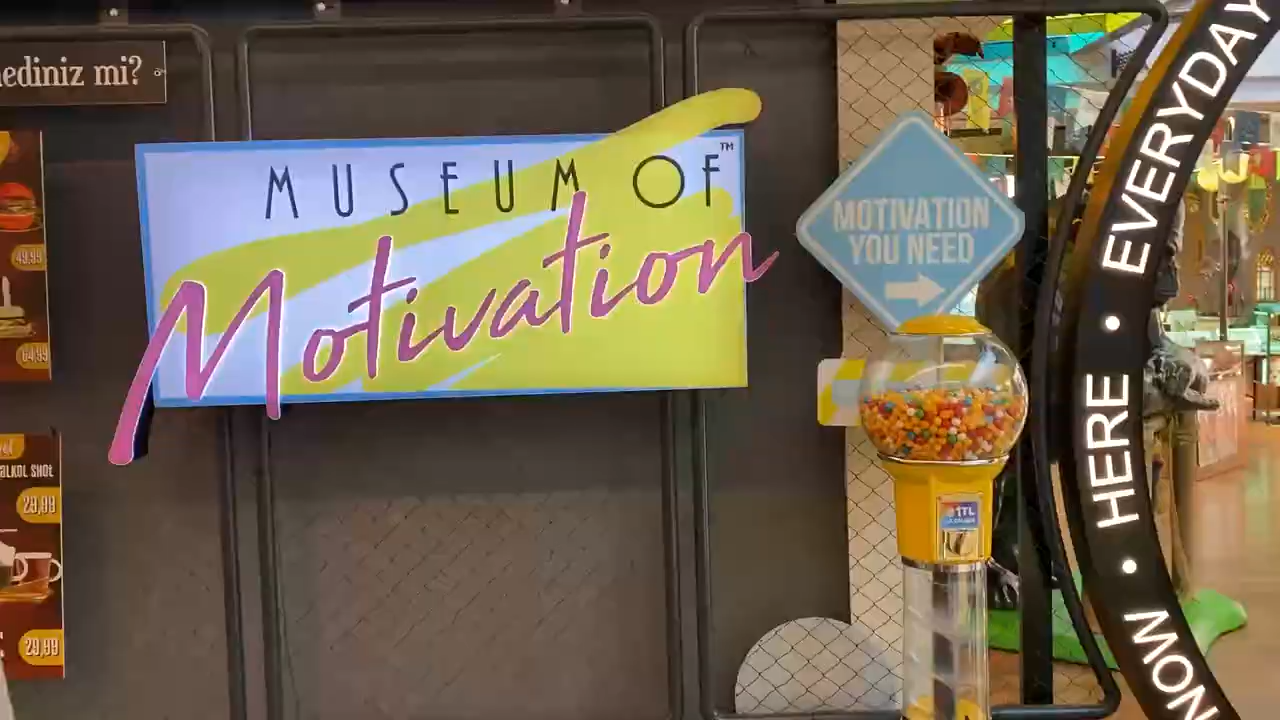 ediniz mi?
MUSEUM OF™
Motivation
MOTIVATION
YOU NEED
49,99
64,99
ALKOL SHOT
29,99
29,99
1TL
NOW • HERE • EVERYDAY